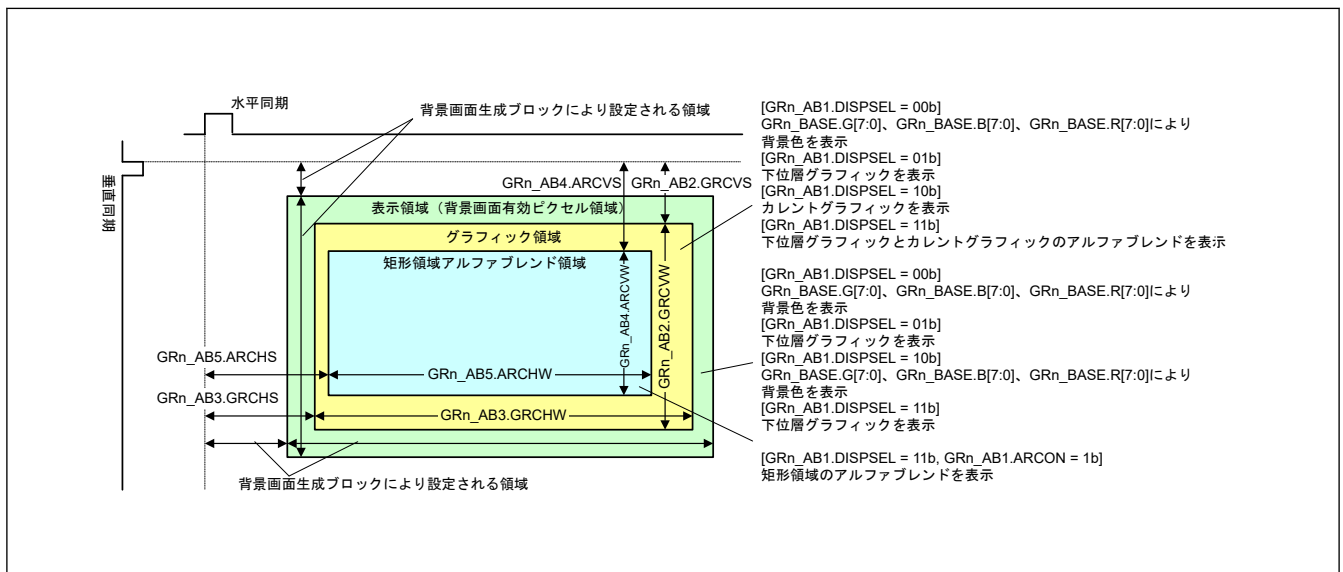 水平同期
背景画面生成ブロックにより設定される領域
垂直同期
GRn_AB4.ARCVS
GRn_AB2.GRCVS
表示領域（背景画面有効ピクセル領域）
グラフィック領域
矩形領域アルファブレンド領域
GRn_AB4.ARCVW
GRn_AB2.GRCVW
GRn_AB5.ARCHS
GRn_AB5.ARCHW
GRn_AB3.GRCHS
GRn_AB3.GRCHW
背景画面生成ブロックにより設定される領域
[GRn_AB1.DISPSEL = 00b]
GRn_BASE.G[7:0]、GRn_BASE.B[7:0]、GRn_BASE.R[7:0]により
背景色を表示
[GRn_AB1.DISPSEL = 01b]
下位層グラフィックを表示
[GRn_AB1.DISPSEL = 10b]
カレントグラフィックを表示
[GRn_AB1.DISPSEL = 11b]
下位層グラフィックとカレントグラフィックのアルファブレンドを表示
[GRn_AB1.DISPSEL = 00b]
GRn_BASE.G[7:0]、GRn_BASE.B[7:0]、GRn_BASE.R[7:0]により
背景色を表示
[GRn_AB1.DISPSEL = 01b]
下位層グラフィックを表示
[GRn_AB1.DISPSEL = 10b]
GRn_BASE.G[7:0]、GRn_BASE.B[7:0]、GRn_BASE.R[7:0]により
背景色を表示
[GRn_AB1.DISPSEL = 11b]
下位層グラフィックを表示
[GRn_AB1.DISPSEL = 11b, GRn_AB1.ARCON = 1b]
矩形領域のアルファブレンドを表示